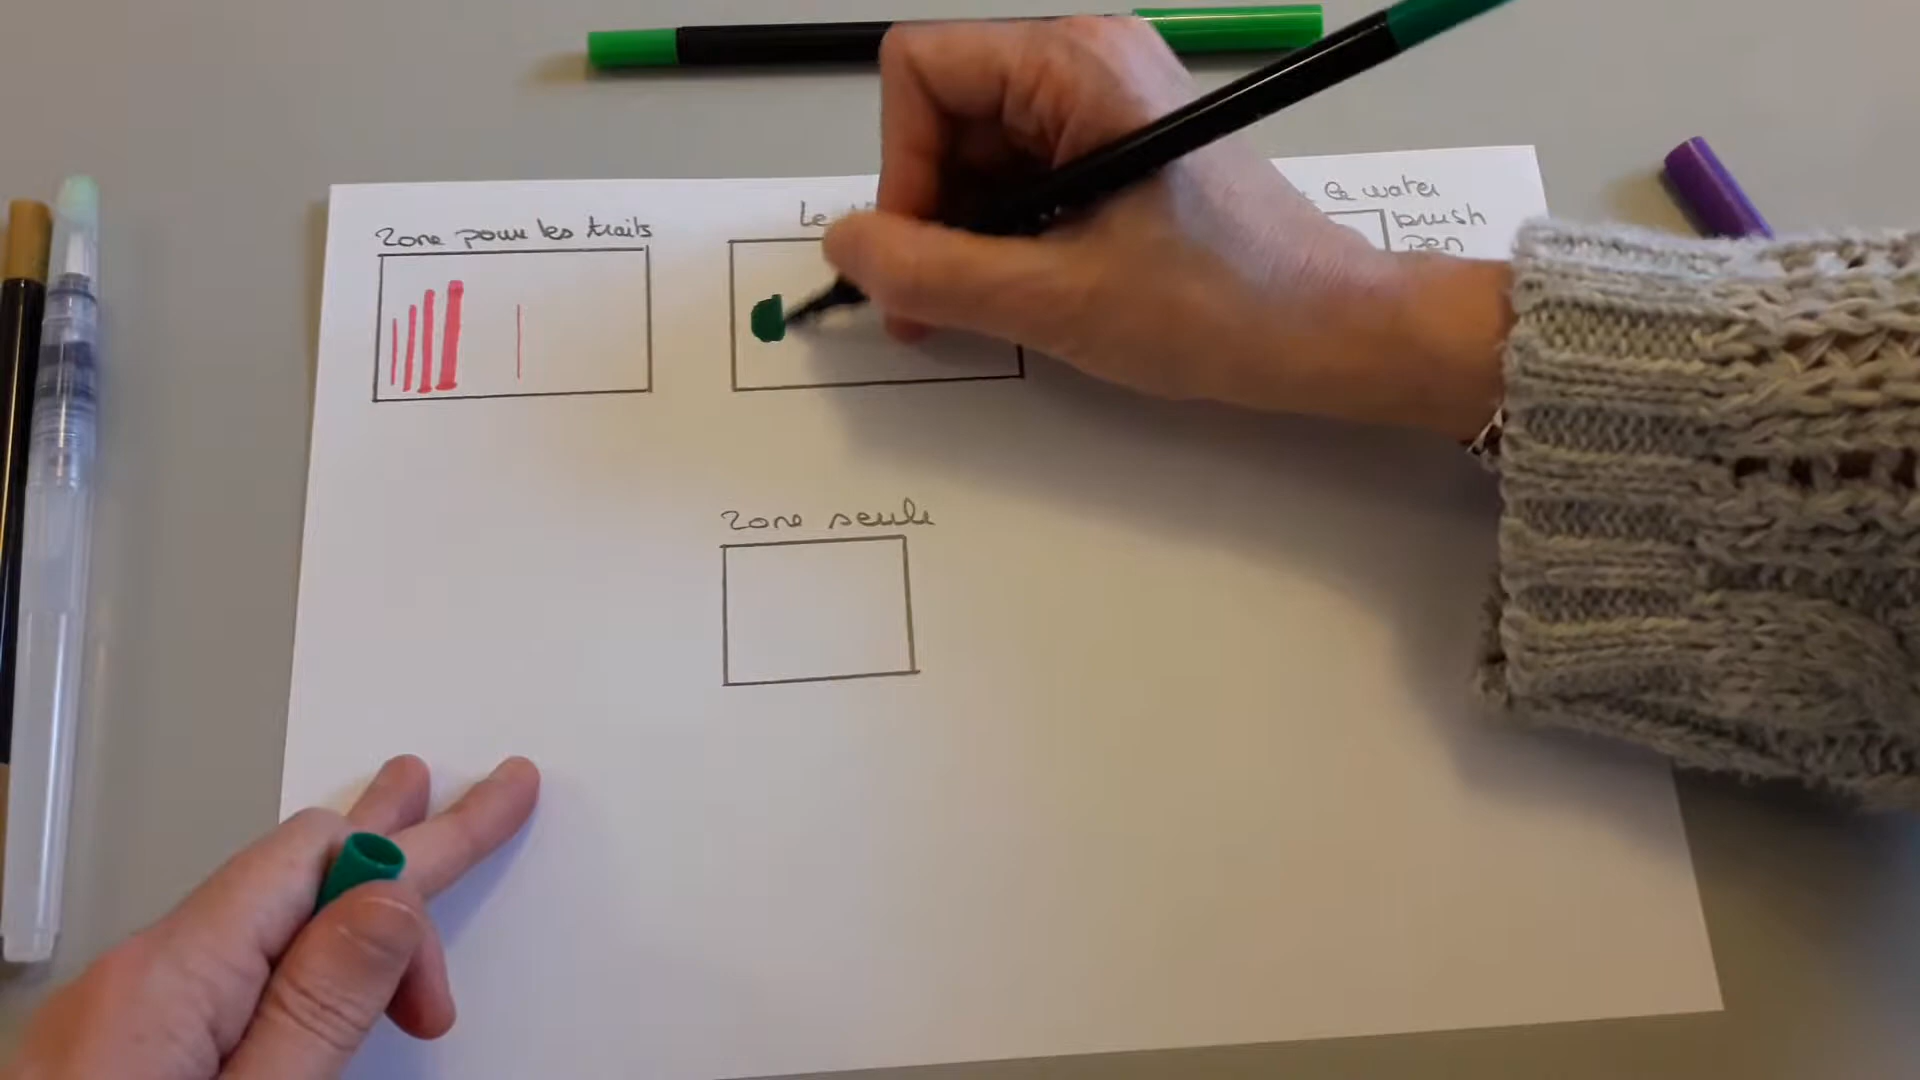 Zone pour les traits
Le
& water
brush
pen
Zone seule